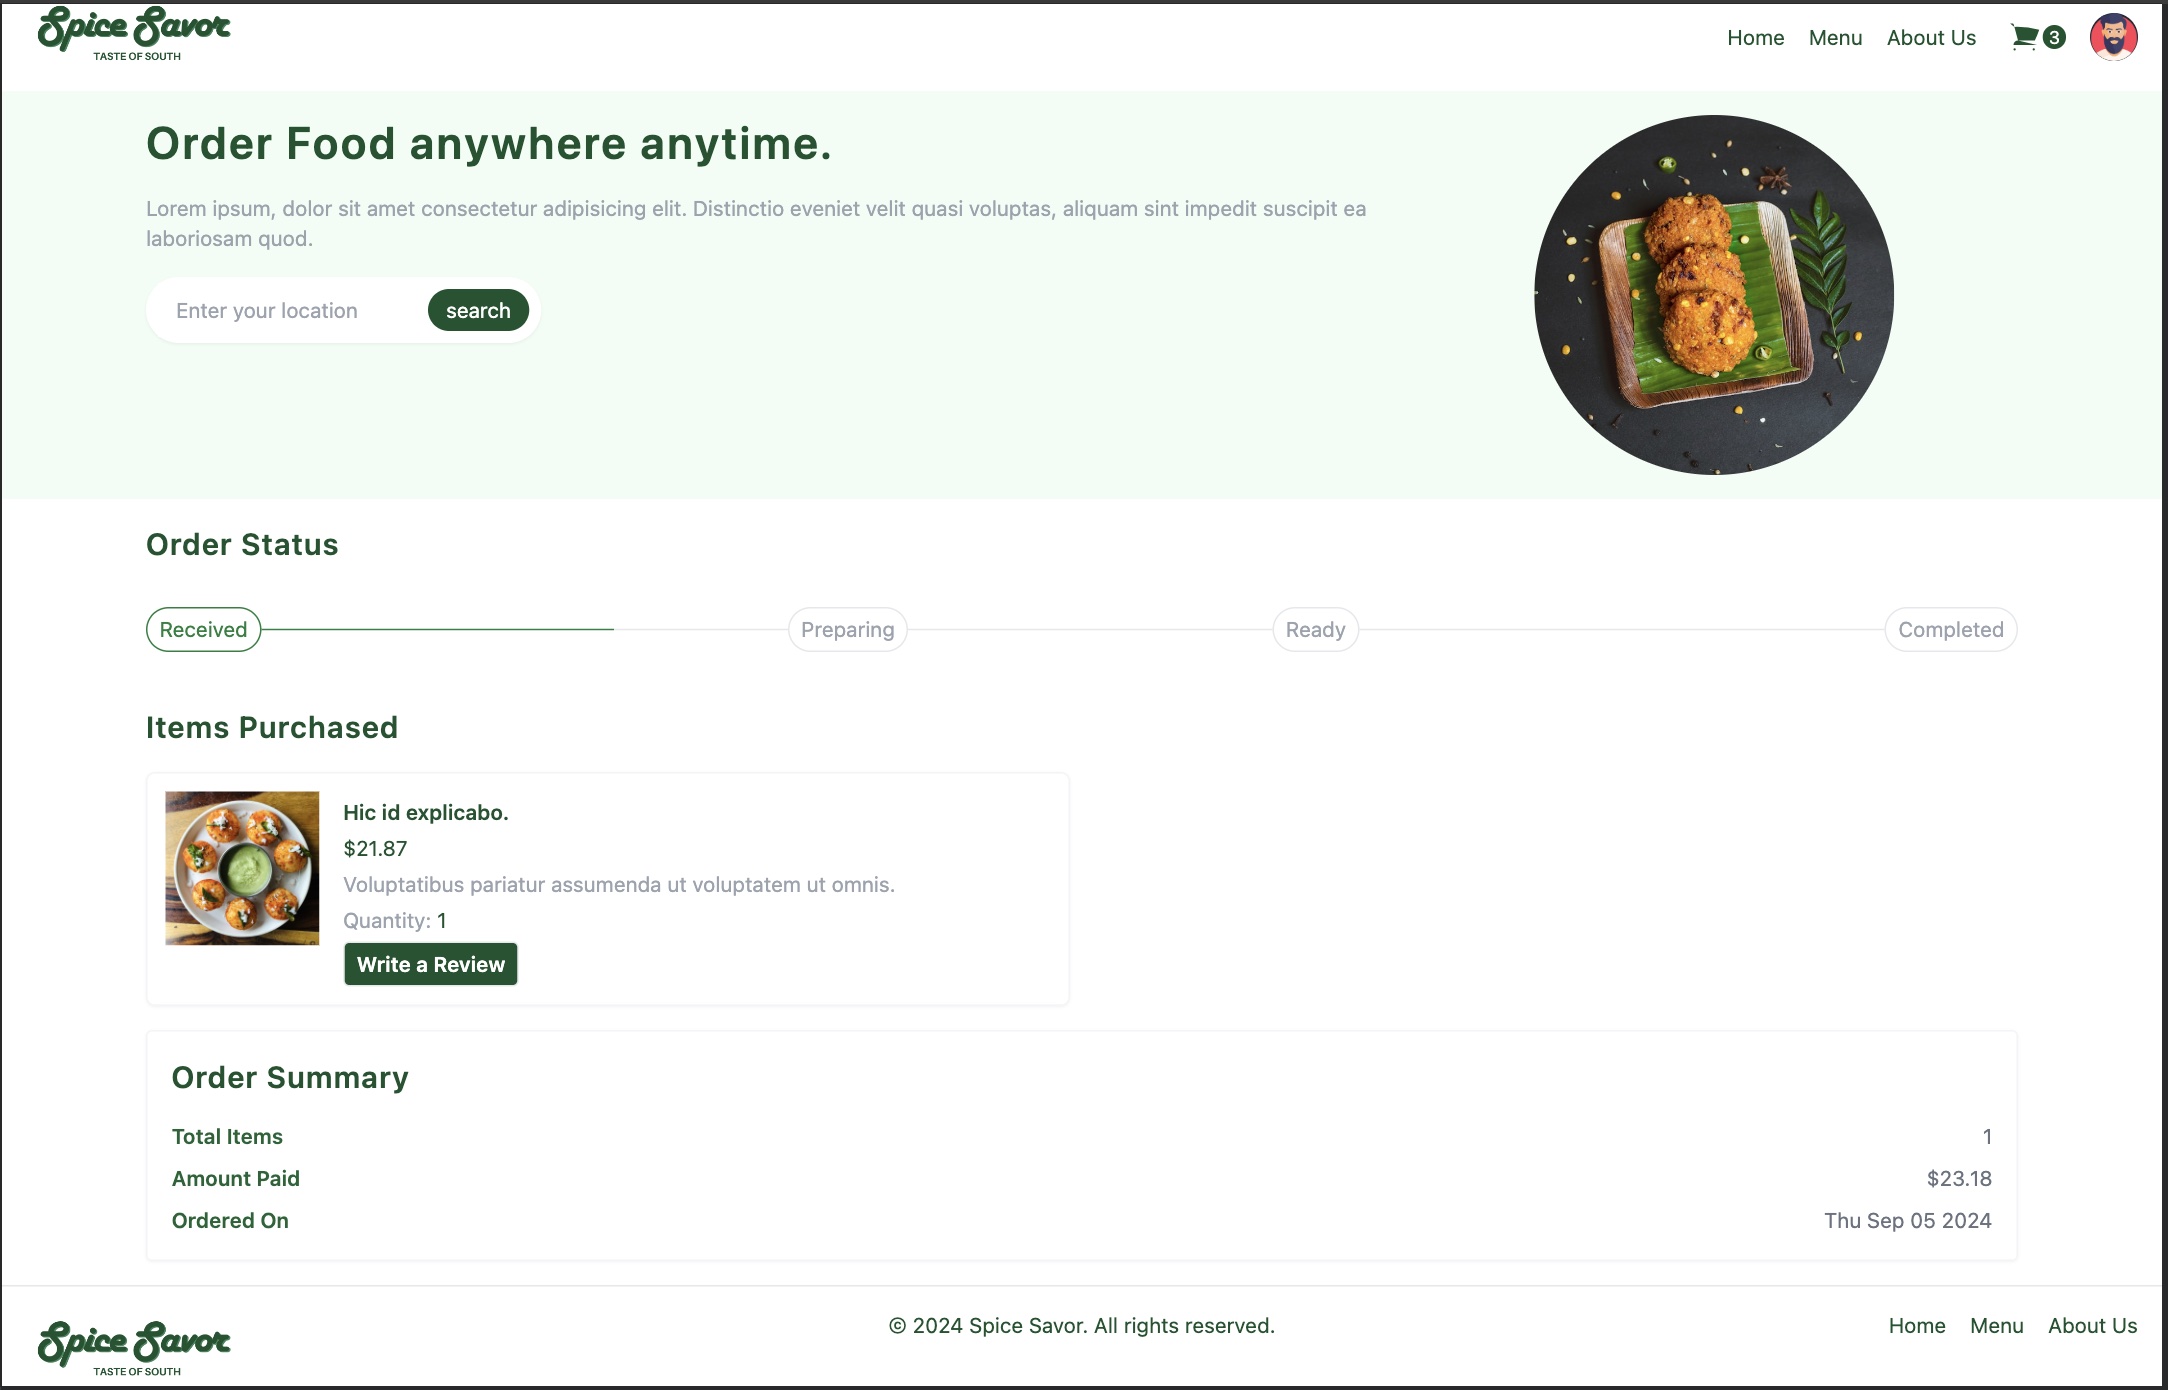 Spice Savor
TASTE OF SOUTH
Home Menu About Us 3
Order Food anywhere anytime.
Lorem ipsum, dolor sit amet consectetur adipisicing elit. Distinctio eveniet velit quasi voluptas, aliquam sint impedit suscipit ea
laboriosam quod.
Enter your location search
Order Status
Received Preparing Ready Completed
Items Purchased
Hic id explicabo.
$21.87
Voluptatibus pariatur assumenda ut voluptatem ut omnis.
Quantity: 1
Write a Review
Order Summary
Total Items 1
Amount Paid $23.18
Ordered On Thu Sep 05 2024
Spice Savor
TASTE OF SOUTH
© 2024 Spice Savor. All rights reserved.
Home Menu About Us